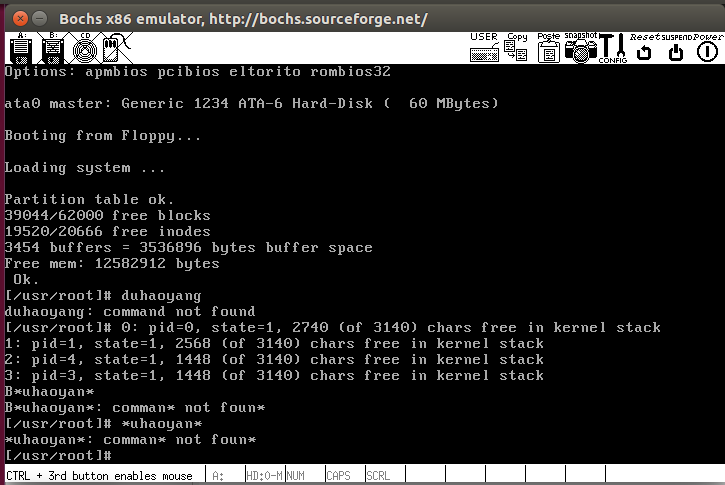 Bochs x86 emulator, http://bochs.sourceforge.net/
A: B: CD USER Copy Paste snapshot CONFIG Reset SUSPEND Power
Options: apmbios pcibios eltorito rombios32
ata0 master: Generic 1234 ATA-6 Hard-Disk (  60 MBytes)
Booting from Floppy...
Loading system ...
Partition table ok.
39044/62000 free blocks
19520/20666 free inodes
3454 buffers = 3536896 bytes buffer space
Free mem: 12582912 bytes
 Ok.
[/usr/root]# duhaoyang
duhaoyang: command not found
[/usr/root]# 0: pid=0, state=1, 2740 (of 3140) chars free in kernel stack
1: pid=1, state=1, 2568 (of 3140) chars free in kernel stack
2: pid=4, state=1, 1448 (of 3140) chars free in kernel stack
3: pid=3, state=1, 1448 (of 3140) chars free in kernel stack
B*uhaoyan*
B*uhaoyan*: comman* not foun*
[/usr/root]# *uhaoyan*
*uhaoyan*: comman* not foun*
[/usr/root]#
CTRL + 3rd button enables mouse A: HD:0-M NUM CAPS SCRL